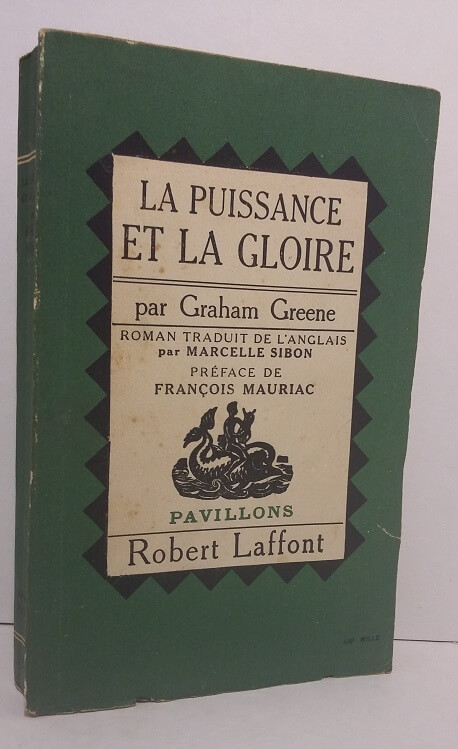 LA PUISSANCE
ET LA GLOIRE
par Graham Greene
ROMAN TRADUIT DE L'ANGLAIS
par MARCELLE SIBON
PRÉFACE DE
FRANÇOIS MAURIAC
PAVILLONS
Robert Laffont
MILLE